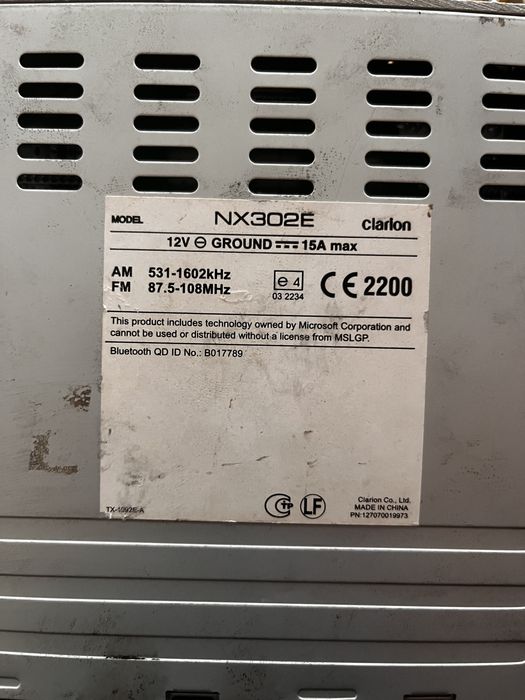 MODEL NX302E clarion
12V ⊖ GROUND ⎓ 15A max
AM 531-1602kHz
FM 87.5-108MHz
e 4
03 2234
CE 2200
This product includes technology owned by Microsoft Corporation and
cannot be used or distributed without a license from MSLGP.
Bluetooth QD ID No.: B017789
LF
Clarion Co., Ltd.
MADE IN CHINA
PN:127070019973
TX-1092E-A